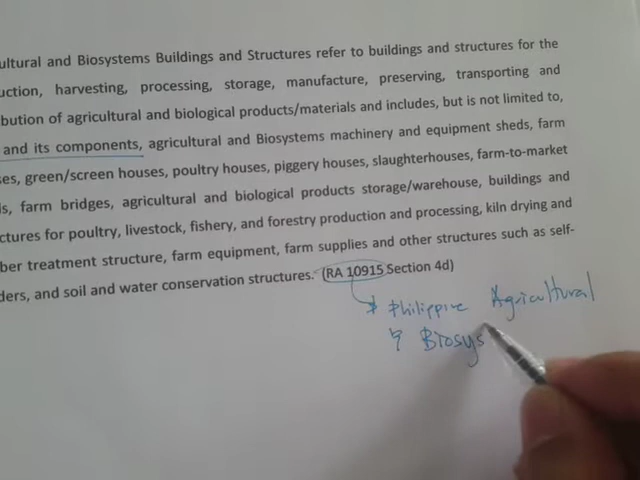 ultural and Biosystems Buildings and Structures refer to buildings and structures for the
uction, harvesting, processing, storage, manufacture, preserving, transporting and
bution of agricultural and biological products/materials and includes, but is not limited to,
and its components, agricultural and Biosystems machinery and equipment sheds, farm
ses, green/screen houses, poultry houses, piggery houses, slaughterhouses, farm-to-market
ds, farm bridges, agricultural and biological products storage/warehouse, buildings and
ctures for poultry, livestock, fishery, and forestry production and processing, kiln drying and
ber treatment structure, farm equipment, farm supplies and other structures such as self-
ders, and soil and water conservation structures. (RA 10915 Section 4d)
Philippine Agricultural
& Biosys